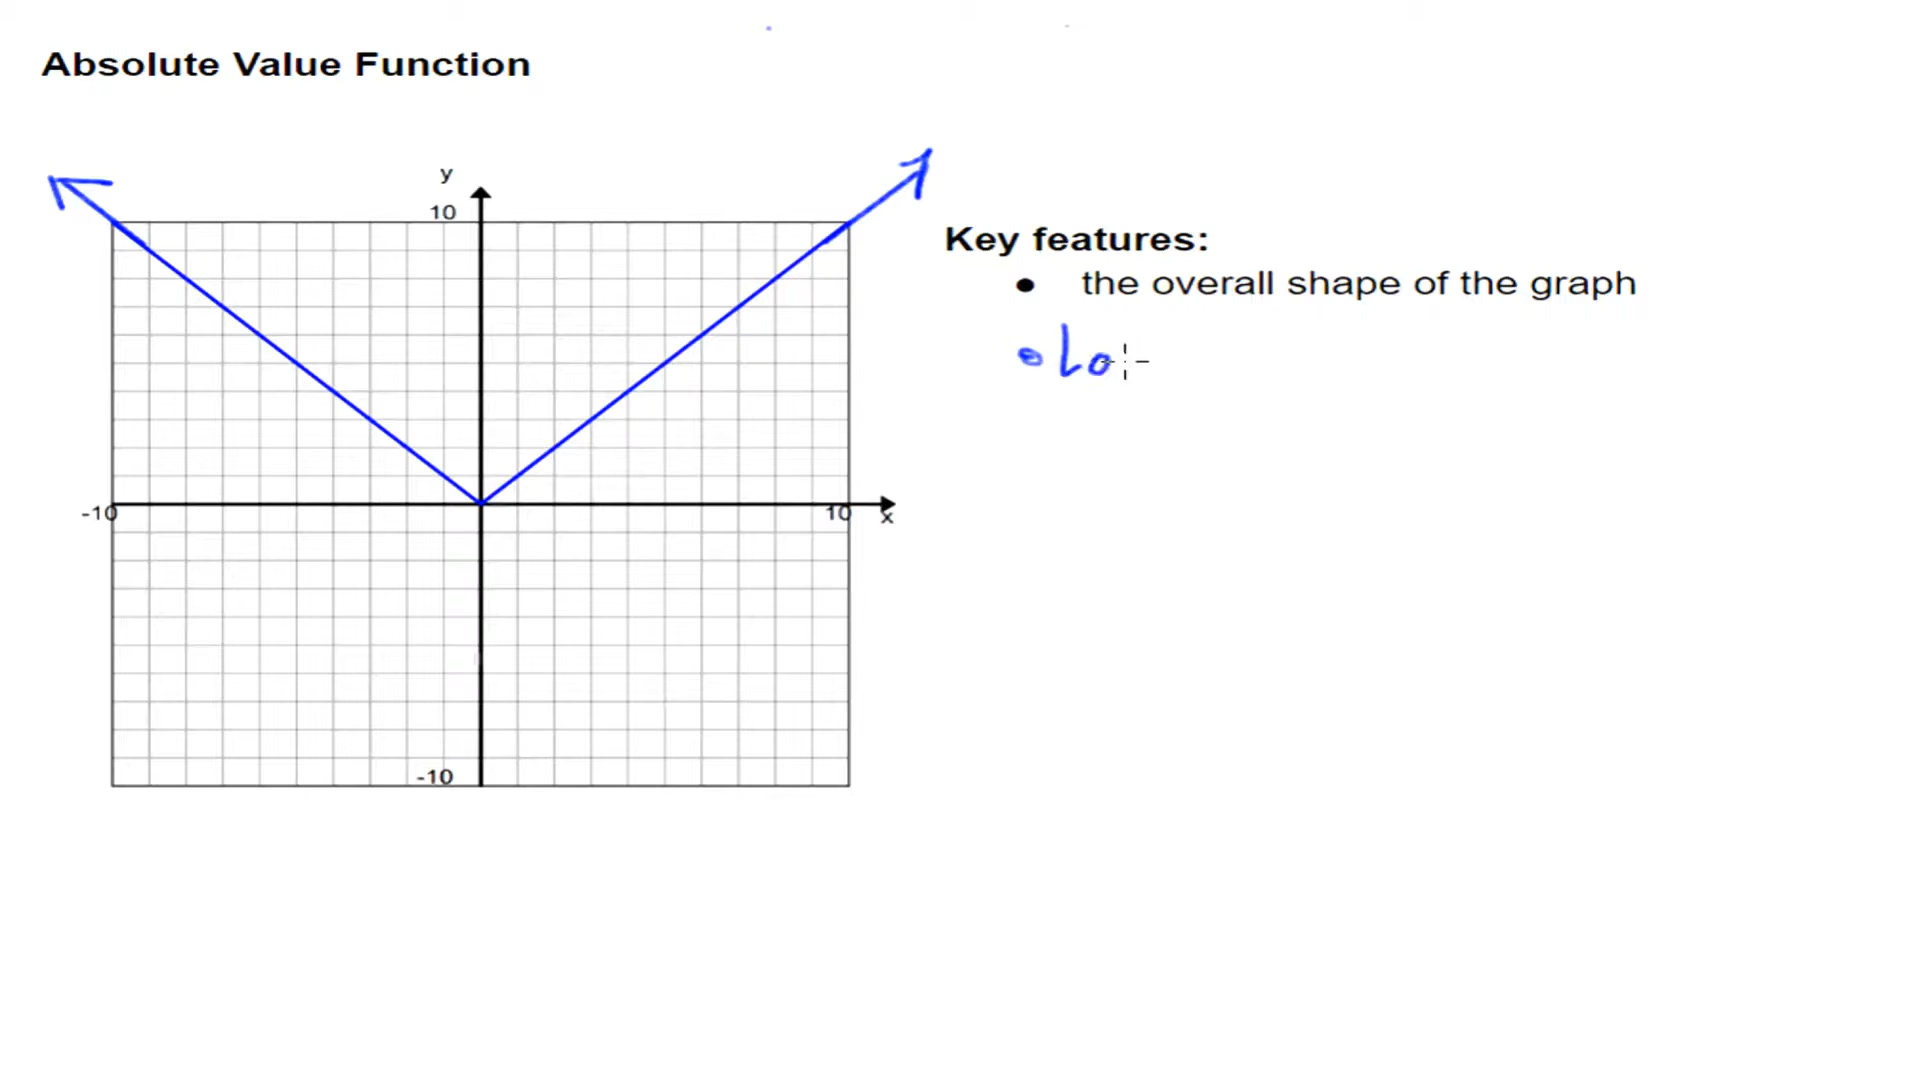 Absolute Value Function
y
10
Key features:
● the overall shape of the graph
• Lo
-10
10
x
-10